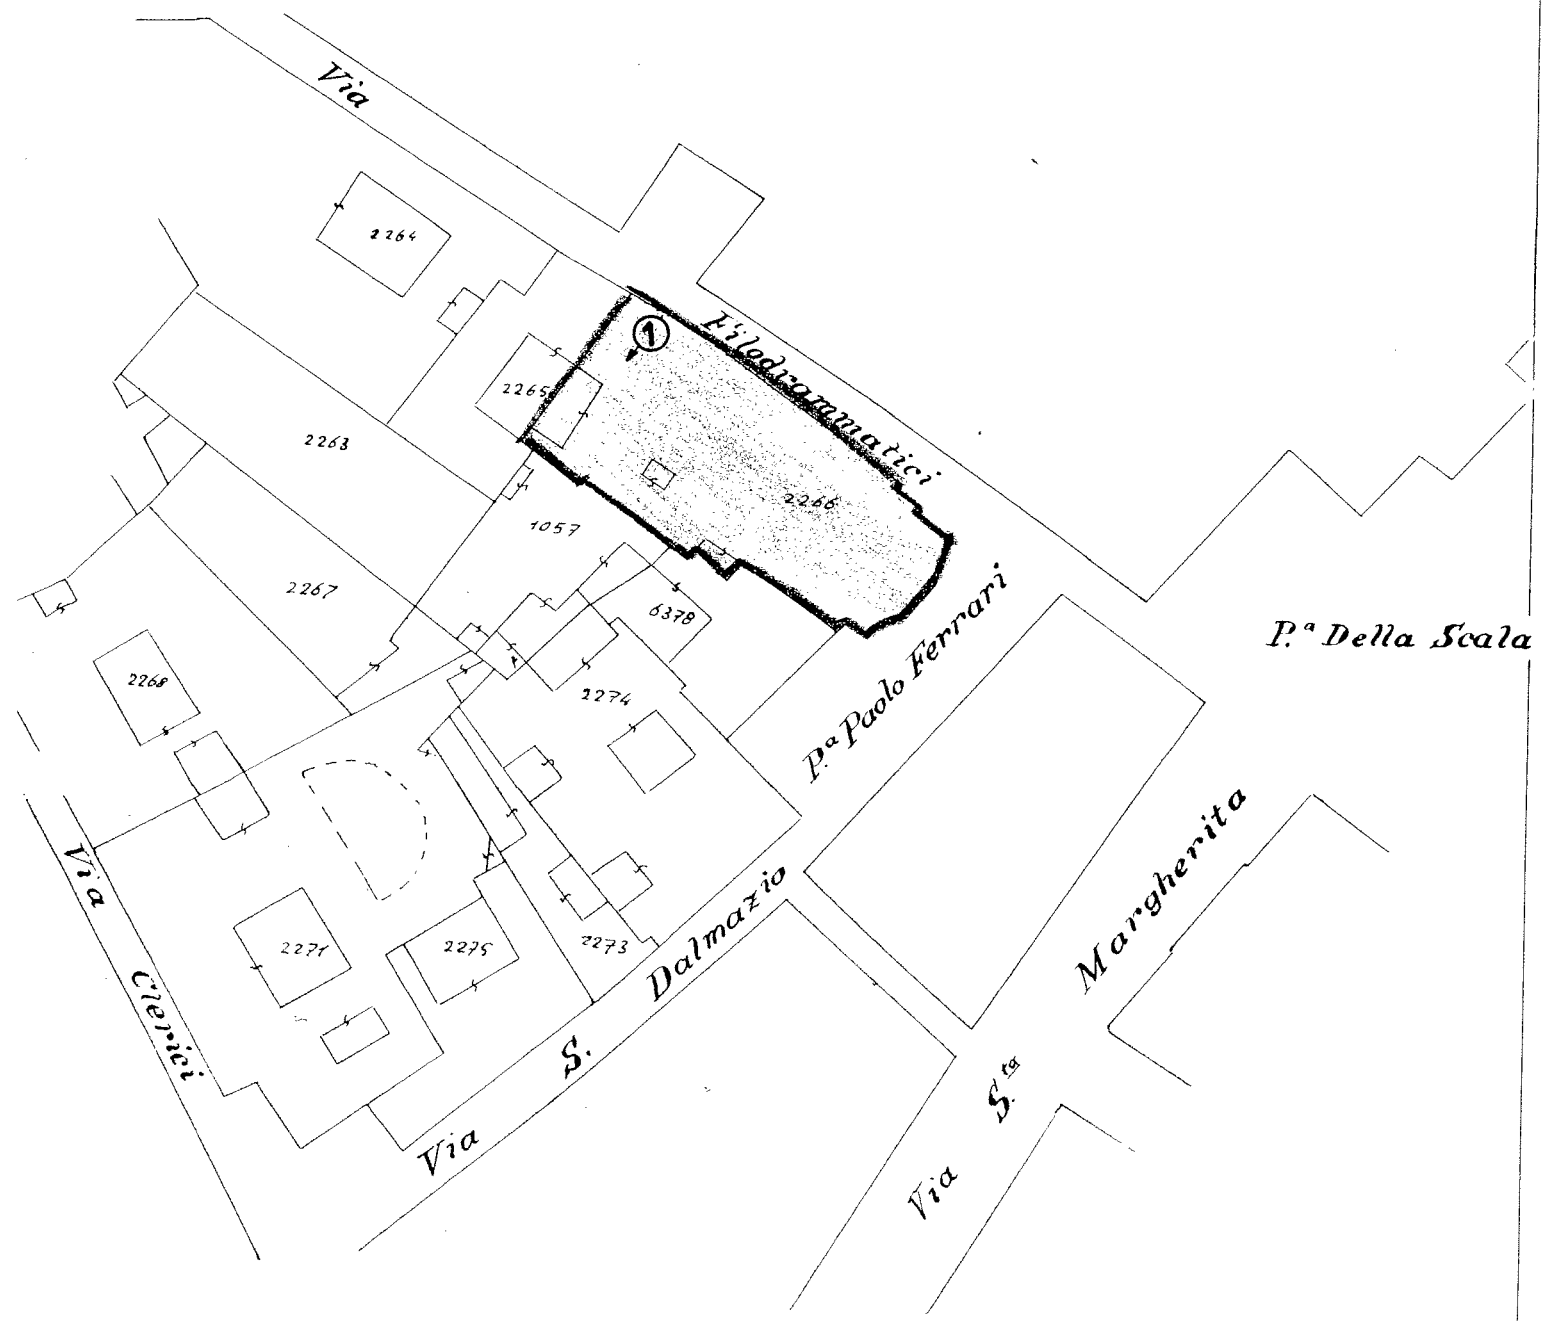 Via Filodrammatici
2264
1
2265
2263
2266
1057
2267
6378
P.ª Della Scala
2268
2274
P.ª Paolo Ferrari
Via Clerici
2271
2275
2273
Via S. Dalmazio
Via S.ta Margherita